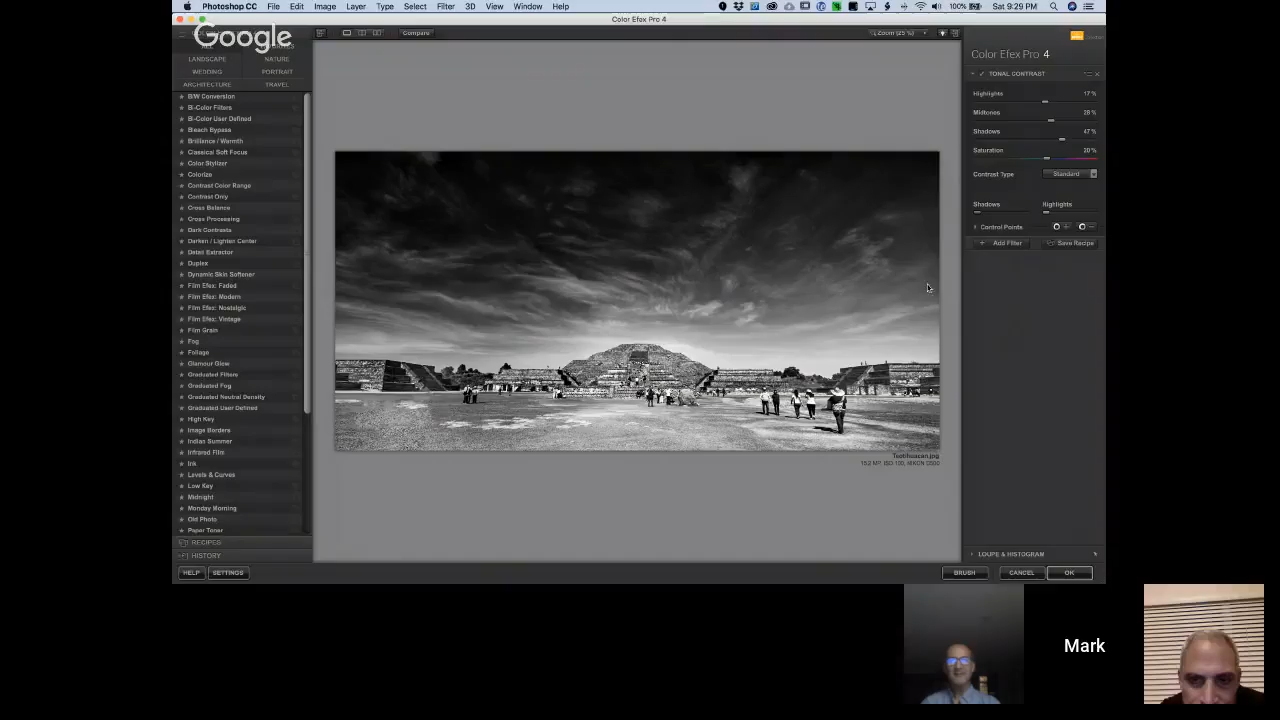 Photoshop CC File Edit Image Layer Type Select Filter 3D View Window Help 100% Sat 9:29 PM
Color Efex Pro 4
Google
Compare
Zoom (25 %)
LANDSCAPE NATURE
WEDDING PORTRAIT
ARCHITECTURE TRAVEL
B/W Conversion
Bi-Color Filters
Bi-Color User Defined
Bleach Bypass
Brilliance / Warmth
Classical Soft Focus
Color Stylizer
Colorize
Contrast Color Range
Contrast Only
Cross Balance
Cross Processing
Dark Contrasts
Darken / Lighten Center
Detail Extractor
Duplex
Dynamic Skin Softener
Film Efex: Faded
Film Efex: Modern
Film Efex: Nostalgic
Film Efex: Vintage
Film Grain
Fog
Foliage
Glamour Glow
Graduated Filters
Graduated Fog
Graduated Neutral Density
Graduated User Defined
High Key
Image Borders
Indian Summer
Infrared Film
Ink
Levels & Curves
Low Key
Midnight
Monday Morning
Old Photo
Paper Toner
RECIPES
HISTORY
HELP SETTINGS
Teotihuacan.jpg
Color Efex Pro 4
TONAL CONTRAST
Highlights 17 %
Midtones 28 %
Shadows 47 %
Saturation 20 %
Contrast Type Standard
Shadows Highlights
Control Points
Add Filter Save Recipe
LOUPE & HISTOGRAM
BRUSH CANCEL OK
Mark